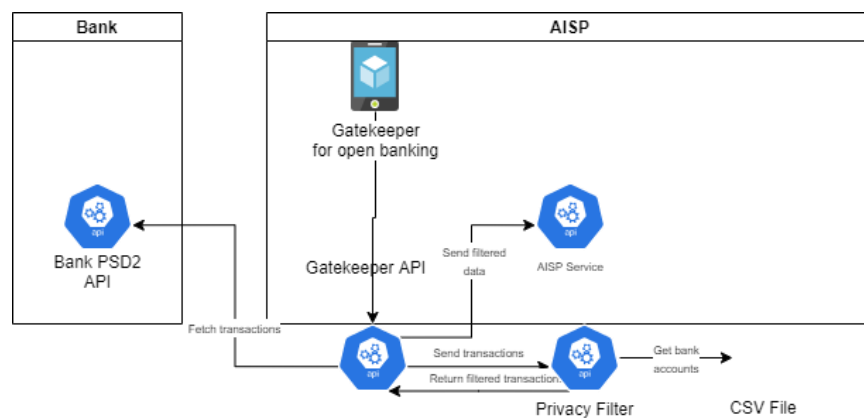 Bank
AISP
Gatekeeper
for open banking
api
Bank PSD2
API
api
AISP Service
Send filtered
data
Gatekeeper API
Fetch transactions
api
Send transactions
Return filtered transaction
api
Get bank
accounts
Privacy Filter
CSV File